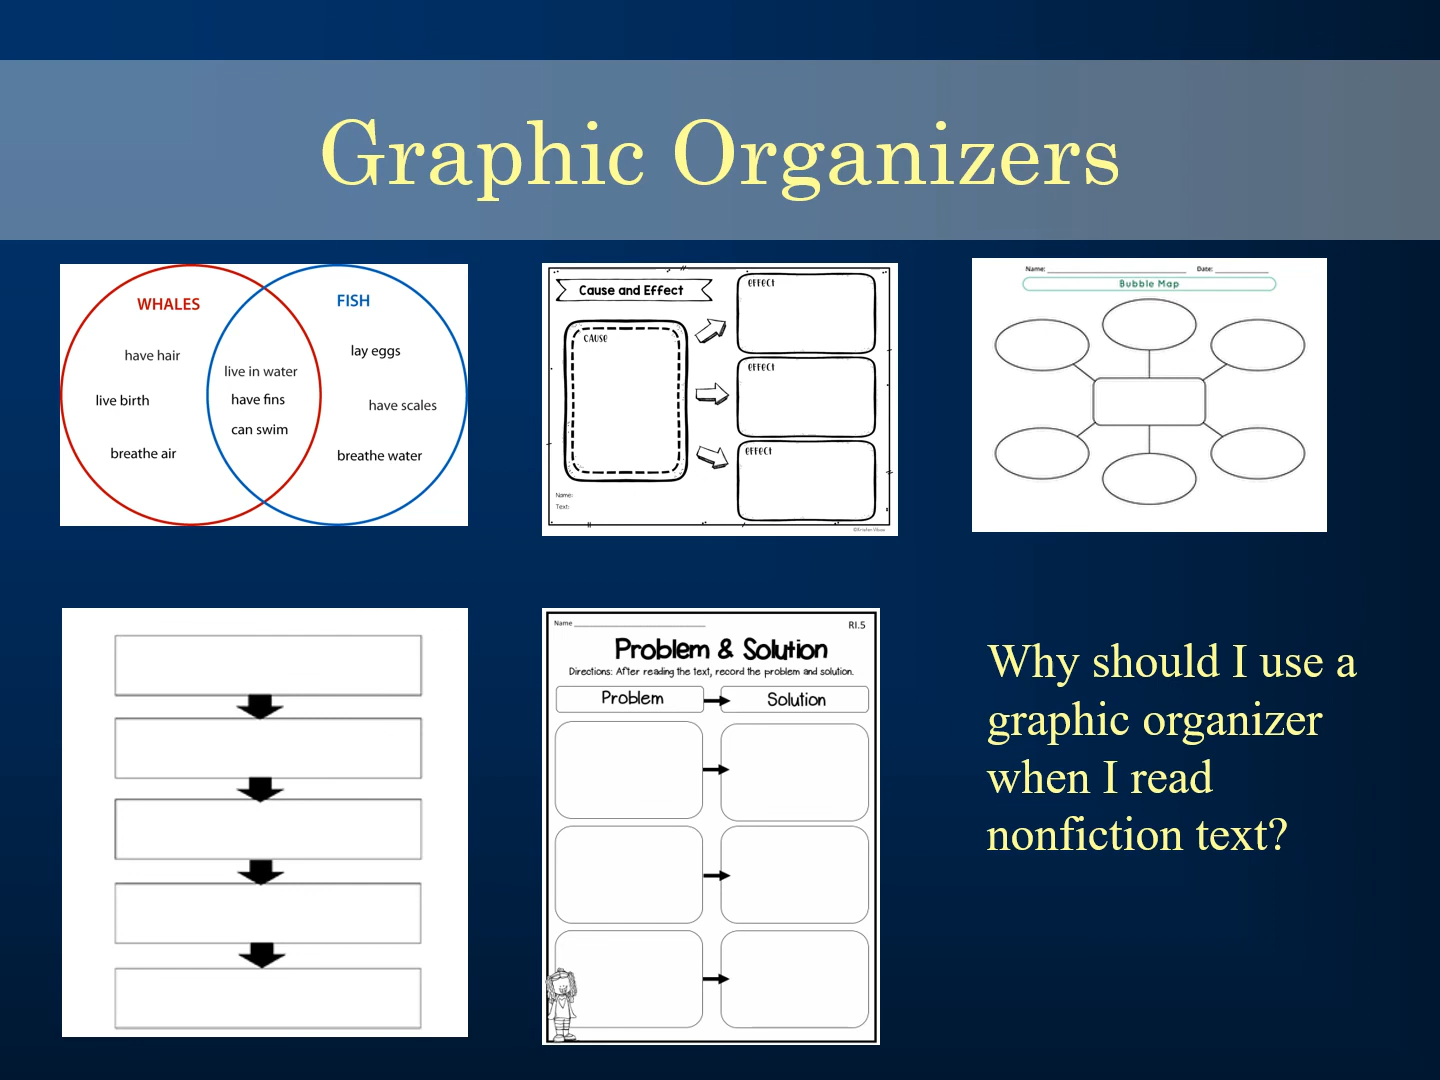 Graphic Organizers
WHALES
FISH
have hair
live birth
breathe air
live in water
have fins
can swim
lay eggs
have scales
breathe water
Cause and Effect
cause
effect
effect
effect
Name:
Text:
Name:
Date:
Bubble Map
Name
RI.5
Problem & Solution
Directions: After reading the text, record the problem and solution.
Problem
Solution
Why should I use a
graphic organizer
when I read
nonfiction text?